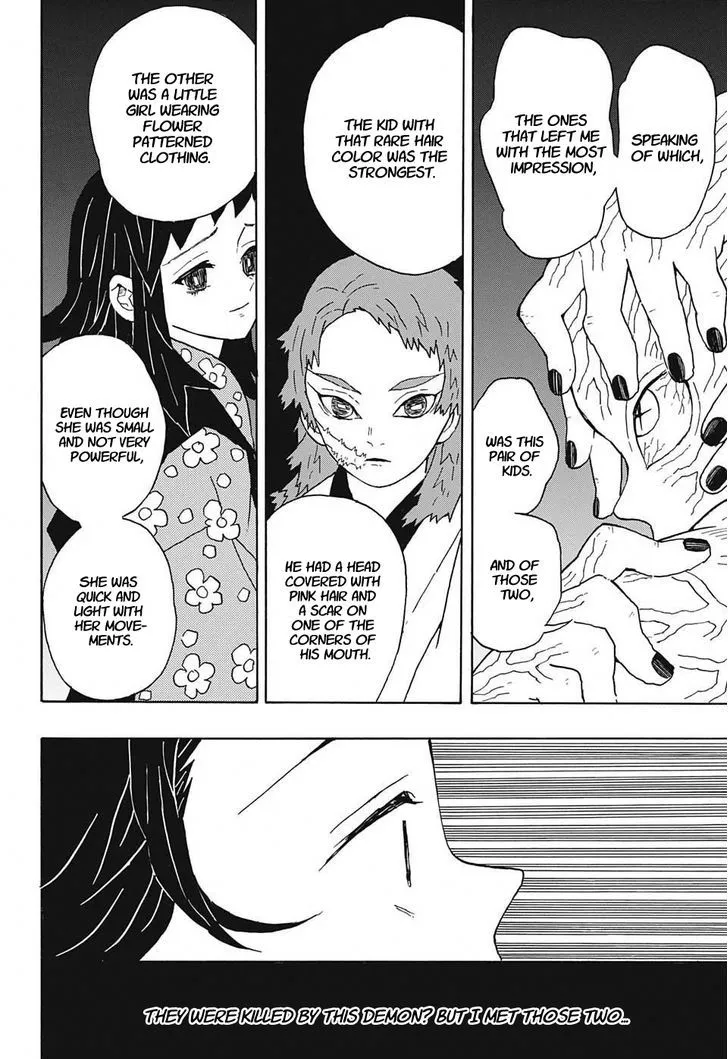 SPEAKING
OF WHICH,
THE ONES
THAT LEFT ME
WITH THE MOST
IMPRESSION,
WAS THIS
PAIR OF
KIDS.
AND OF
THOSE
TWO,
THE KID WITH
THAT RARE HAIR
COLOR WAS THE
STRONGEST.
HE HAD A HEAD
COVERED WITH
PINK HAIR AND
A SCAR ON
ONE OF THE
CORNERS OF
HIS MOUTH.
THE OTHER
WAS A LITTLE
GIRL WEARING
FLOWER
PATTERNED
CLOTHING.
EVEN THOUGH
SHE WAS SMALL
AND NOT VERY
POWERFUL,
SHE WAS
QUICK AND
LIGHT WITH
HER MOVE-
MENTS.
THEY WERE KILLED BY THIS DEMON? BUT I MET THOSE TWO...